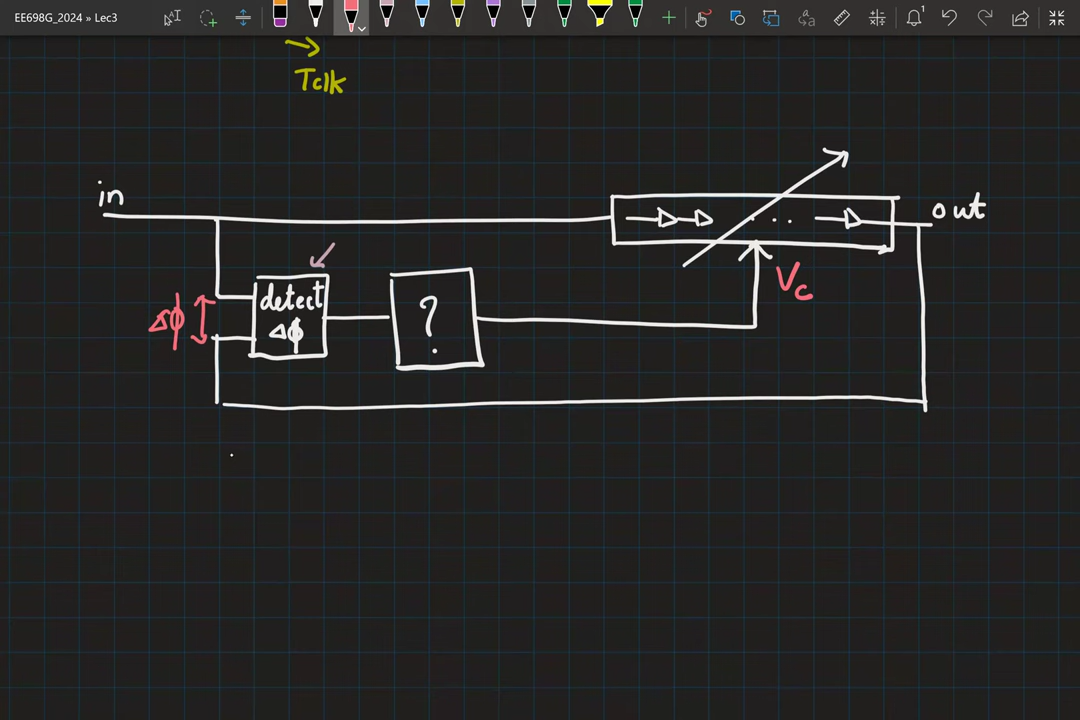 EE698G_2024 » Lec3
Tclk
in
out
Vc
detect
Δϕ
Δϕ
?